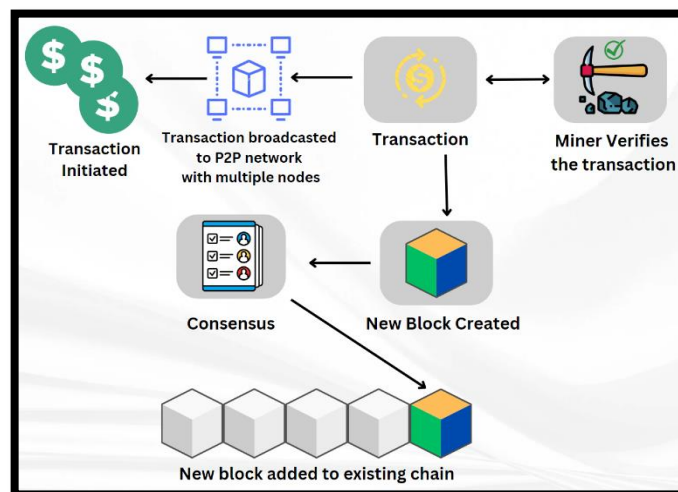 Transaction
Initiated
Transaction broadcasted
to P2P network
with multiple nodes
Transaction
Miner Verifies
the transaction
Consensus
New Block Created
New block added to existing chain